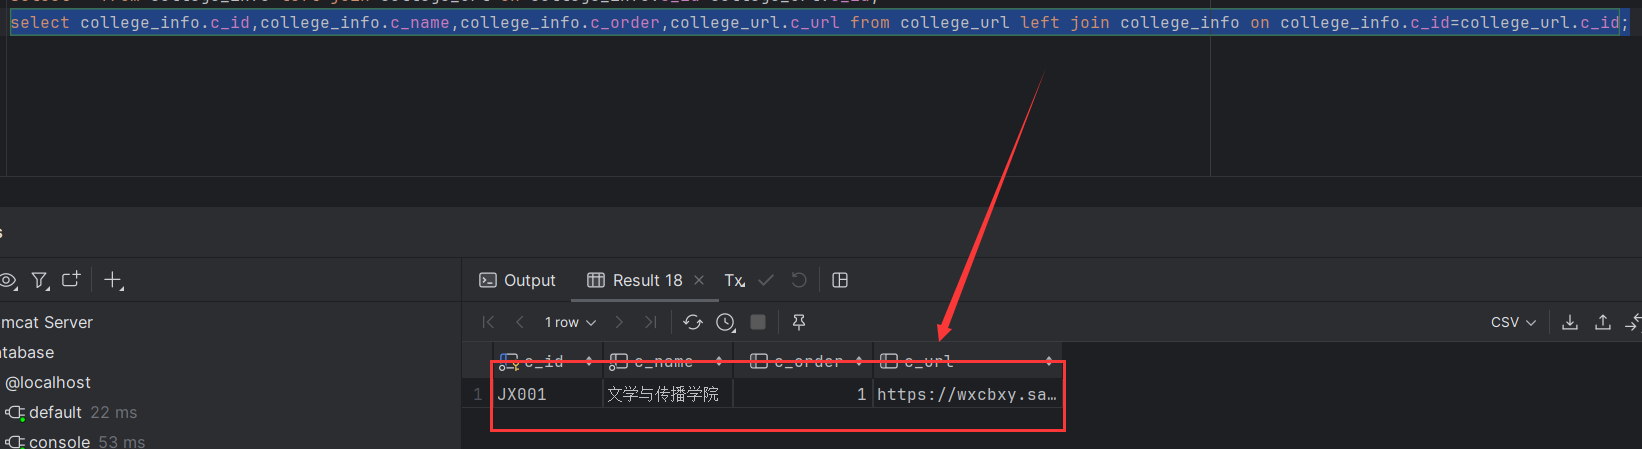 select college_info.c_id,college_info.c_name,college_info.c_order,college_url.c_url from college_url left join college_info on college_info.c_id=college_url.c_id;
s
Output
Result 18
Tx
1 row
CSV
mcat Server
atabase
@localhost
default 22 ms
console 53 ms
c_id c_name c_order c_url
1 JX001 文学与传播学院 1 https://wxcbxy.sa…